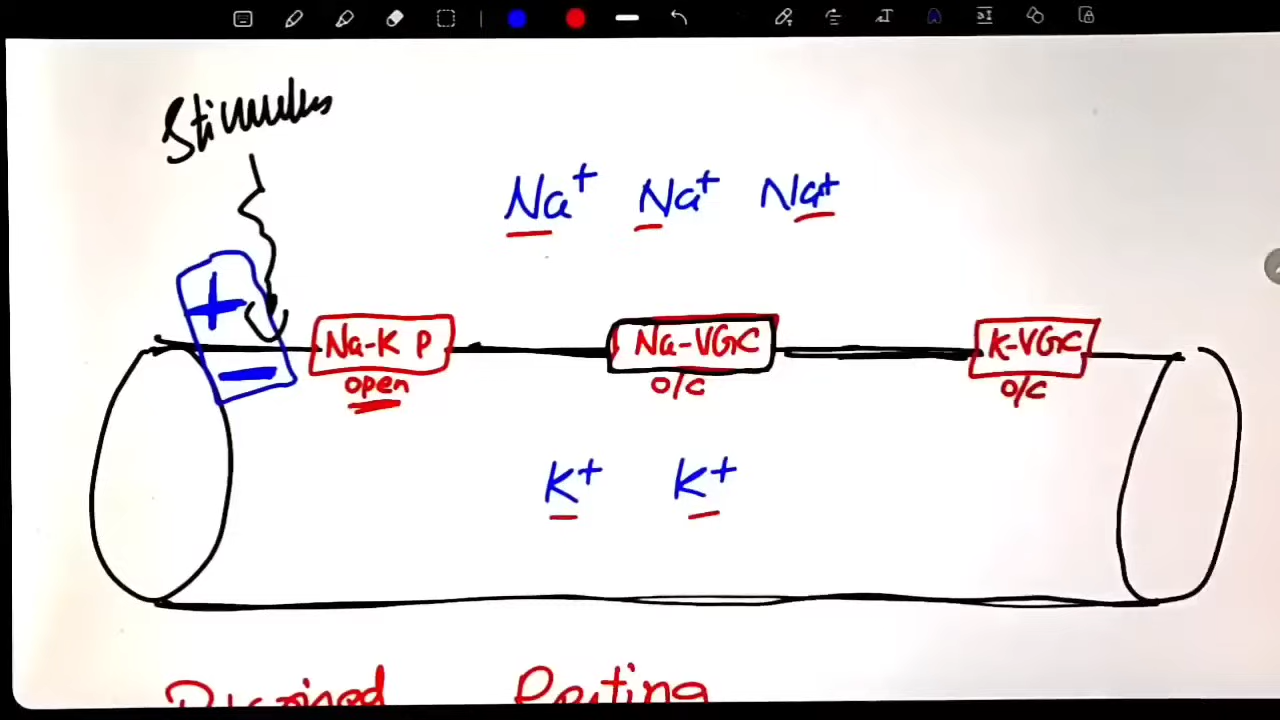 Stimulus
Na+ Na+ Na+
+
Na-K P Na-VGC K-VGC
−
open O/C O/C
K+ K+
Resting